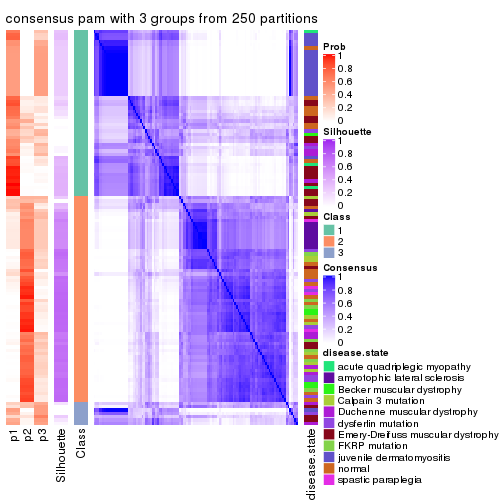 consensus pam with 3 groups from 250 partitions
Prob
1
0.8
0.6
0.4
0.2
0
Silhouette
1
0.8
0.6
0.4
0.2
0
Class
1
2
3
Consensus
1
0.8
0.6
0.4
0.2
0
disease.state
acute quadriplegic myopathy
amyotophic lateral sclerosis
Becker muscular dystrophy
Calpain 3 mutation
Duchenne muscular dystrophy
dysferlin mutation
Emery-Dreifuss muscular dystrophy
FKRP mutation
juvenile dermatomyositis
normal
spastic paraplegia
p1
p2
p3
Silhouette
Class
disease.state